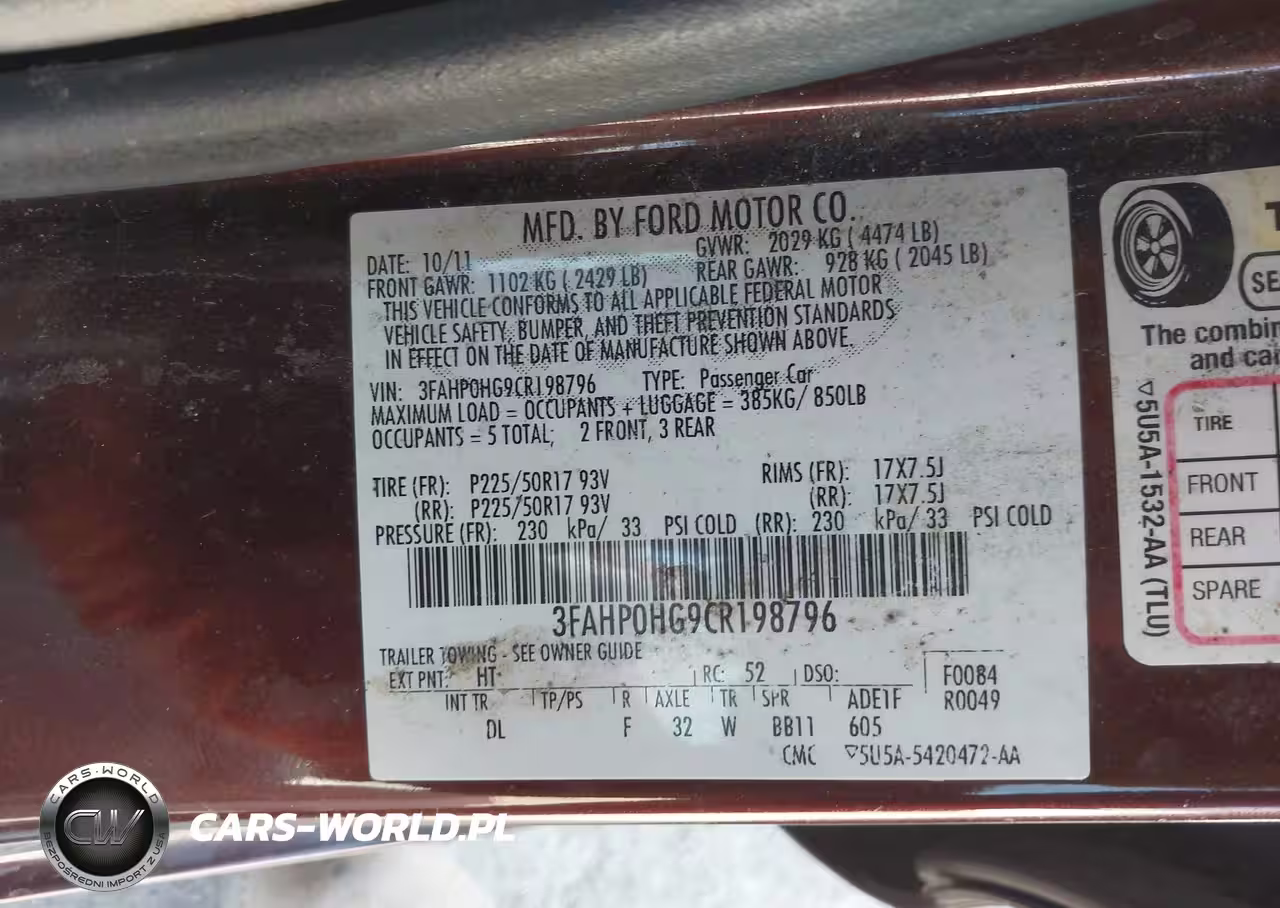 MFD. BY FORD MOTOR CO.
DATE: 10/11
GVWR: 2029 KG ( 4474 LB)
FRONT GAWR: 1102 KG ( 2429 LB)
REAR GAWR: 928 KG ( 2045 LB)
THIS VEHICLE CONFORMS TO ALL APPLICABLE FEDERAL MOTOR
VEHICLE SAFETY, BUMPER, AND THEFT PREVENTION STANDARDS
IN EFFECT ON THE DATE OF MANUFACTURE SHOWN ABOVE.
VIN: 3FAHP0HG9CR198796 TYPE: Passenger Car
MAXIMUM LOAD = OCCUPANTS + LUGGAGE = 385KG/ 850LB
OCCUPANTS = 5 TOTAL; 2 FRONT, 3 REAR
TIRE (FR): P225/50R17 93V RIMS (FR): 17X7.5J
(RR): P225/50R17 93V (RR): 17X7.5J
PRESSURE (FR): 230 kPa/ 33 PSI COLD (RR): 230 kPa/ 33 PSI COLD
3FAHP0HG9CR198796
TRAILER TOWING - SEE OWNER GUIDE
EXT PNT: HT RC: 52 DSO: F0084
INT TR TP/PS R AXLE TR SPR ADE1F R0049
DL F 32 W BB11 605
CMC ▽5U5A-5420472-AA
SE
The combin
and ca
▽5U5A-1532-AA (TLU)
TIRE
FRONT
REAR
SPARE
CARS-WORLD
CW
BEZPOŚREDNI IMPORT Z USA
CARS-WORLD.PL